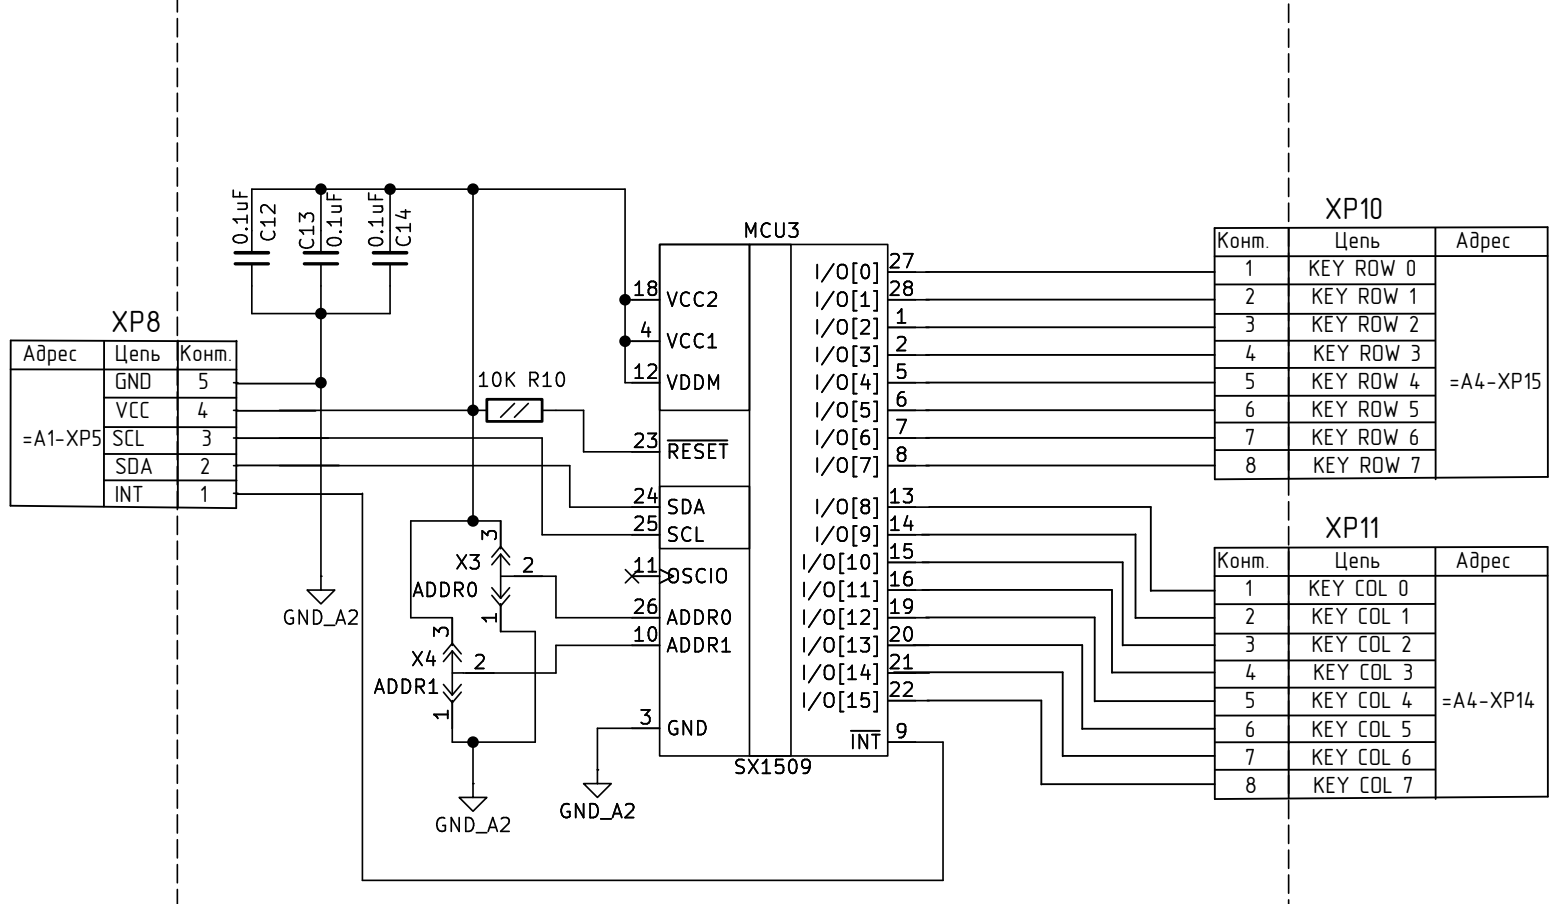 XP8
Адрес Цепь Конт.
=A1-XP5
GND 5
VCC 4
SCL 3
SDA 2
INT 1
0.1uF C12
C13 0.1uF
0.1uF C14
GND_A2
10K R10
3
X3 2
ADDR0
1
3
X4 2
ADDR1
1
GND_A2
GND_A2
MCU3
18 VCC2
4 VCC1
12 VDDM
23 RESET
24 SDA
25 SCL
11 OSCIO
26 ADDR0
10 ADDR1
3 GND
I/O[0] 27
I/O[1] 28
I/O[2] 1
I/O[3] 2
I/O[4] 5
I/O[5] 6
I/O[6] 7
I/O[7] 8
I/O[8] 13
I/O[9] 14
I/O[10] 15
I/O[11] 16
I/O[12] 19
I/O[13] 20
I/O[14] 21
I/O[15] 22
INT 9
SX1509
XP10
Конт. Цепь Адрес
1 KEY ROW 0
2 KEY ROW 1
3 KEY ROW 2
4 KEY ROW 3
5 KEY ROW 4
6 KEY ROW 5
7 KEY ROW 6
8 KEY ROW 7
=A4-XP15
XP11
Конт. Цепь Адрес
1 KEY COL 0
2 KEY COL 1
3 KEY COL 2
4 KEY COL 3
5 KEY COL 4
6 KEY COL 5
7 KEY COL 6
8 KEY COL 7
=A4-XP14